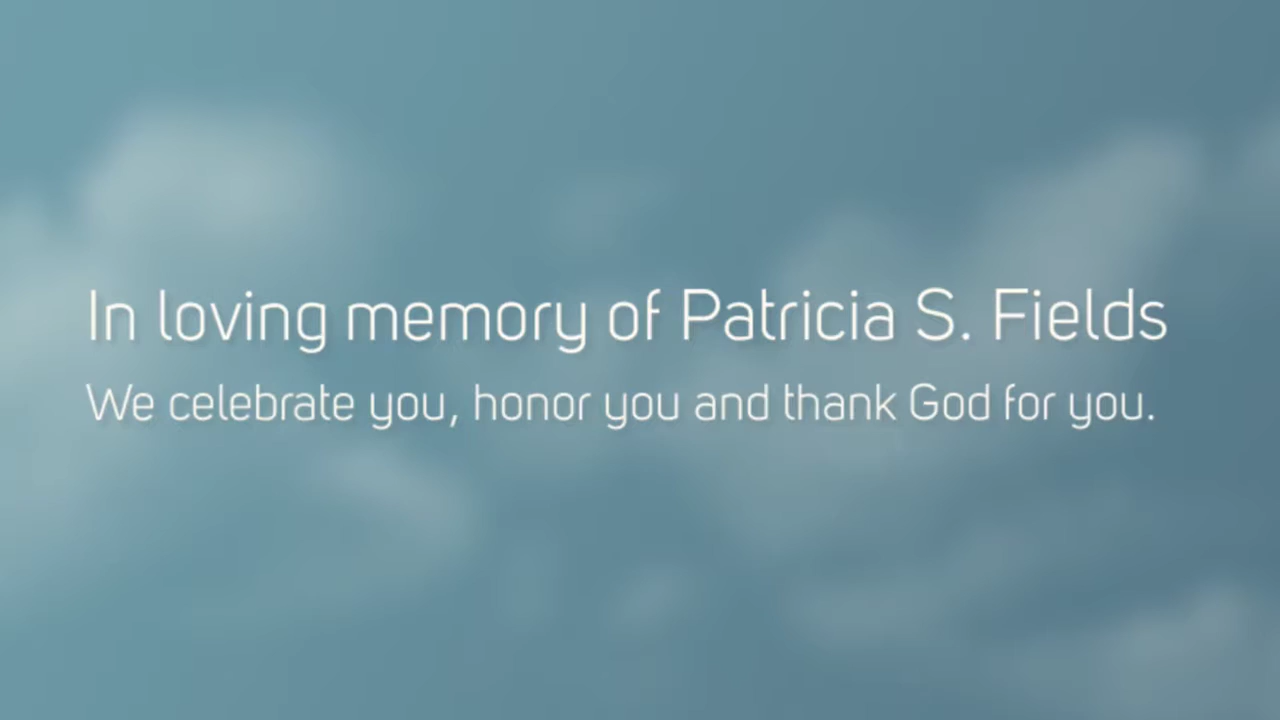 In loving memory of Patricia S. Fields
We celebrate you, honor you and thank God for you.